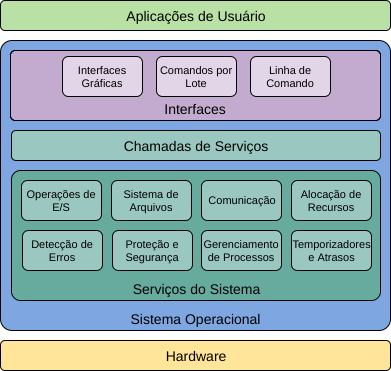 Aplicações de Usuário
Interfaces
Gráficas
Comandos por
Lote
Linha de
Comando
Interfaces
Chamadas de Serviços
Operações de
E/S
Sistema de
Arquivos
Comunicação
Alocação de
Recursos
Detecção de
Erros
Proteção e
Segurança
Gerenciamento
de Processos
Temporizadores
e Atrasos
Serviços do Sistema
Sistema Operacional
Hardware